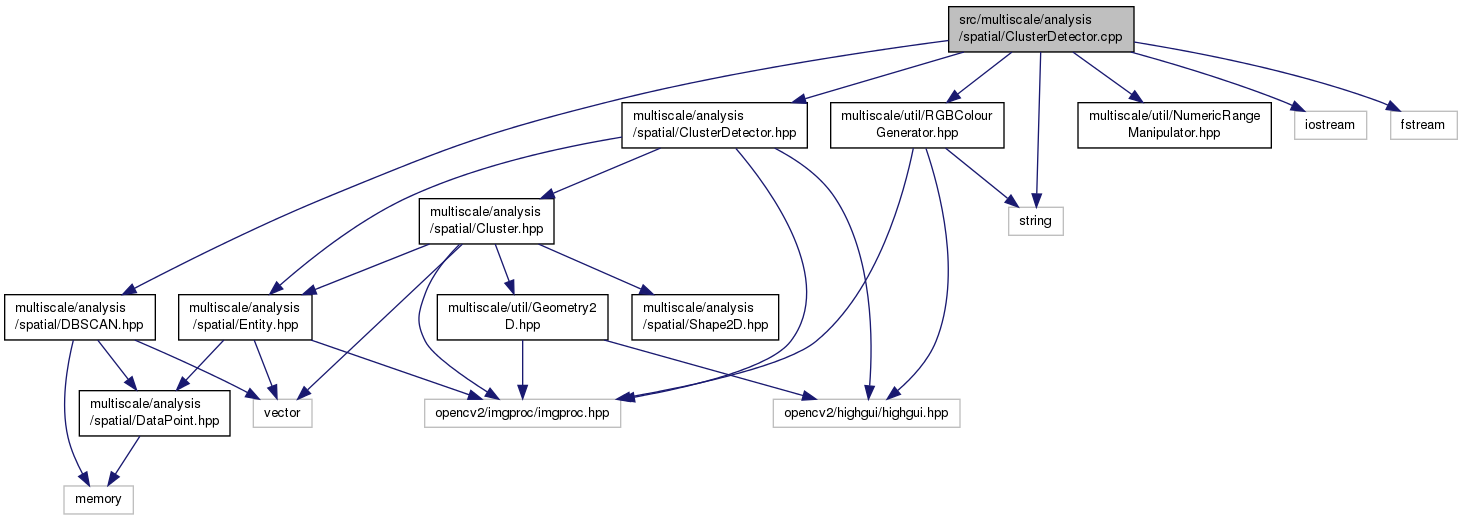 src/multiscale/analysis
/spatial/ClusterDetector.cpp
multiscale/analysis
/spatial/ClusterDetector.hpp
multiscale/util/RGBColour
Generator.hpp
multiscale/util/NumericRange
Manipulator.hpp
iostream
fstream
multiscale/analysis
/spatial/Cluster.hpp
string
multiscale/analysis
/spatial/DBSCAN.hpp
multiscale/analysis
/spatial/Entity.hpp
multiscale/util/Geometry2
D.hpp
multiscale/analysis
/spatial/Shape2D.hpp
multiscale/analysis
/spatial/DataPoint.hpp
vector
opencv2/imgproc/imgproc.hpp
opencv2/highgui/highgui.hpp
memory